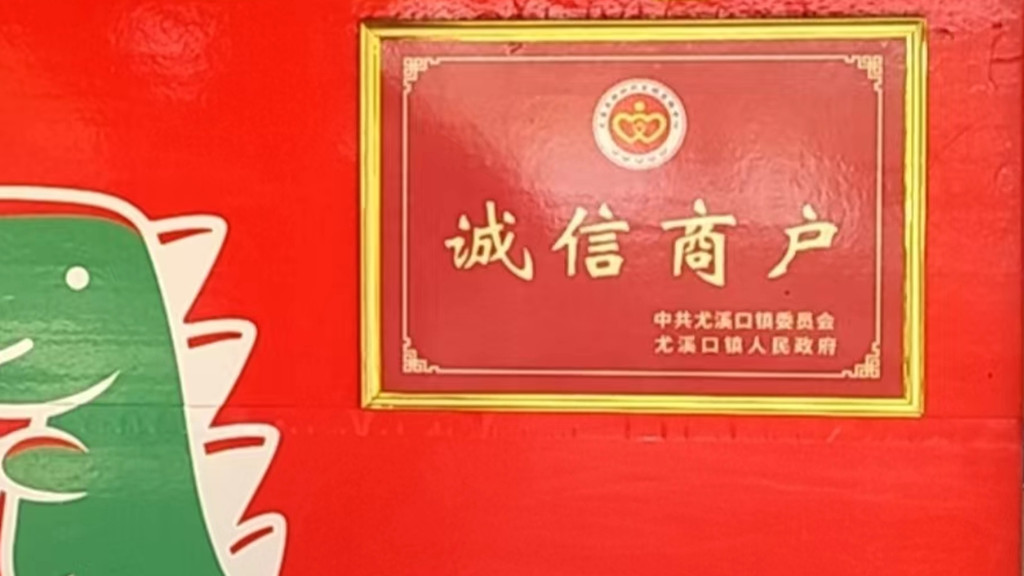 诚信商户
中共尤溪口镇委员会
尤溪口镇人民政府